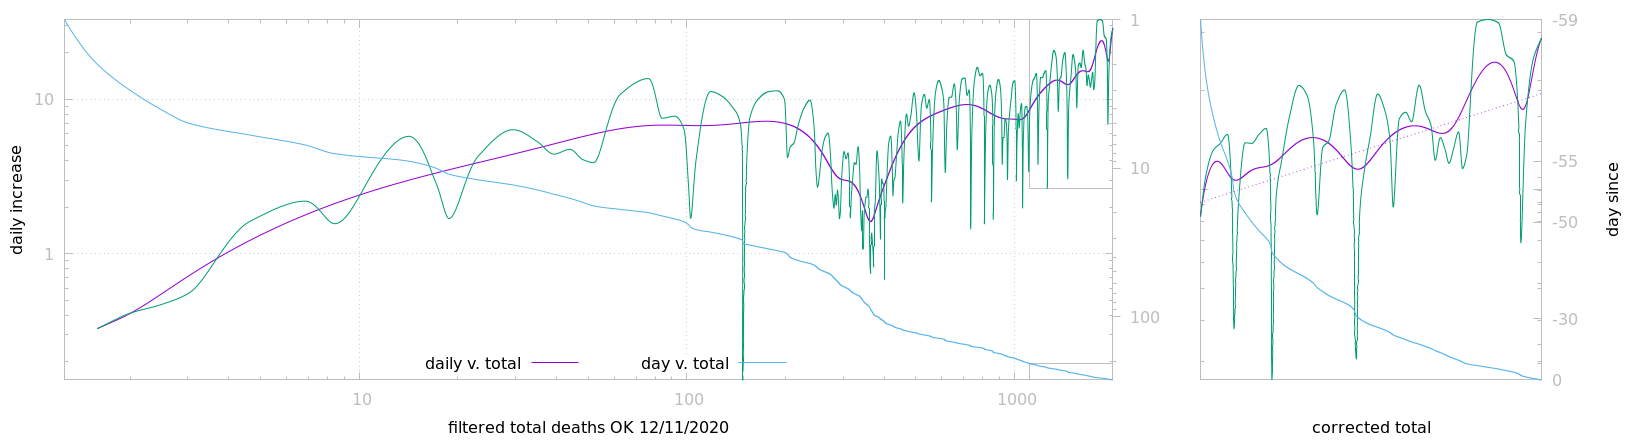 daily increase
10
1
daily v. total
day v. total
10
100
1000
filtered total deaths OK 12/11/2020
1
10
100
-59
-55
-50
-30
0
day since
corrected total